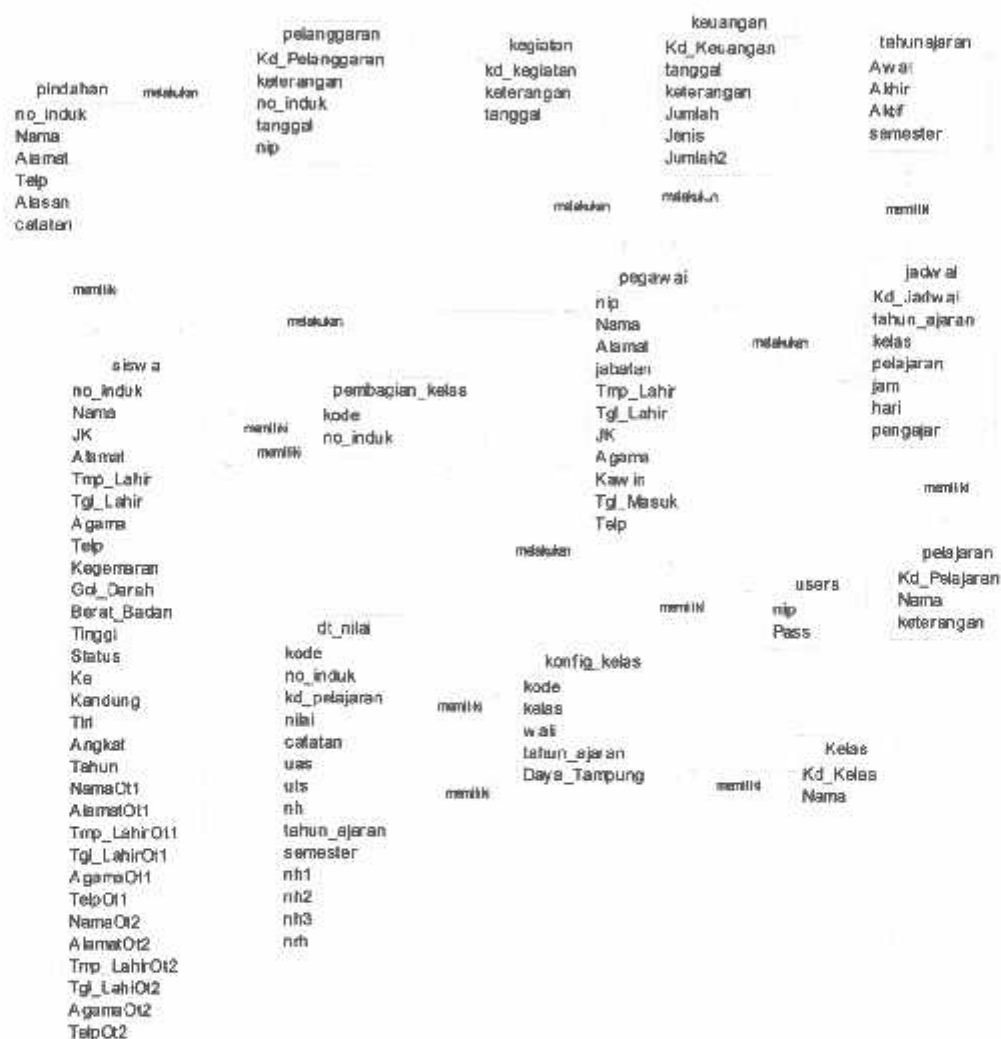 pindahan
no_induk
Nama
Alamat
Telp
Alasan
catatan
melakukan
pelanggaran
Kd_Pelanggaran
keterangan
no_induk
tanggal
nip
kegiatan
kd_kegiatan
keterangan
tanggal
keuangan
Kd_Keuangan
tanggal
keterangan
Jumlah
Jenis
Jumlah2
tahunajaran
Awal
Akhir
Aktif
semester
melakukan
melakukan
memiliki
memiliki
melakukan
siswa
no_induk
Nama
JK
Alamat
Tmp_Lahir
Tgl_Lahir
Agama
Telp
Kegemaran
Gol_Darah
Berat_Badan
Tinggi
Status
Ke
Kandung
Tiri
Angkat
Tahun
NamaOt1
AlamatOt1
Tmp_LahirOt1
Tgl_LahirOt1
AgamaOt1
TelpOt1
NamaOt2
AlamatOt2
Tmp_LahirOt2
Tgl_LahiOt2
AgamaOt2
TelpOt2
memiliki
memiliki
pembagian_kelas
kode
no_induk
pegawai
nip
Nama
Alamat
jabatan
Tmp_Lahir
Tgl_Lahir
JK
Agama
Kawin
Tgl_Masuk
Telp
melakukan
jadwal
Kd_Jadwal
tahun_ajaran
kelas
pelajaran
jam
hari
pengajar
memiliki
melakukan
pelajaran
Kd_Pelajaran
Nama
keterangan
memiliki
users
nip
Pass
dt_nilai
kode
no_induk
kd_pelajaran
nilai
catatan
uas
uts
nh
tahun_ajaran
semester
nh1
nh2
nh3
nrh
memiliki
memiliki
konfig_kelas
kode
kelas
wali
tahun_ajaran
Daya_Tampung
memiliki
Kelas
Kd_Kelas
Nama